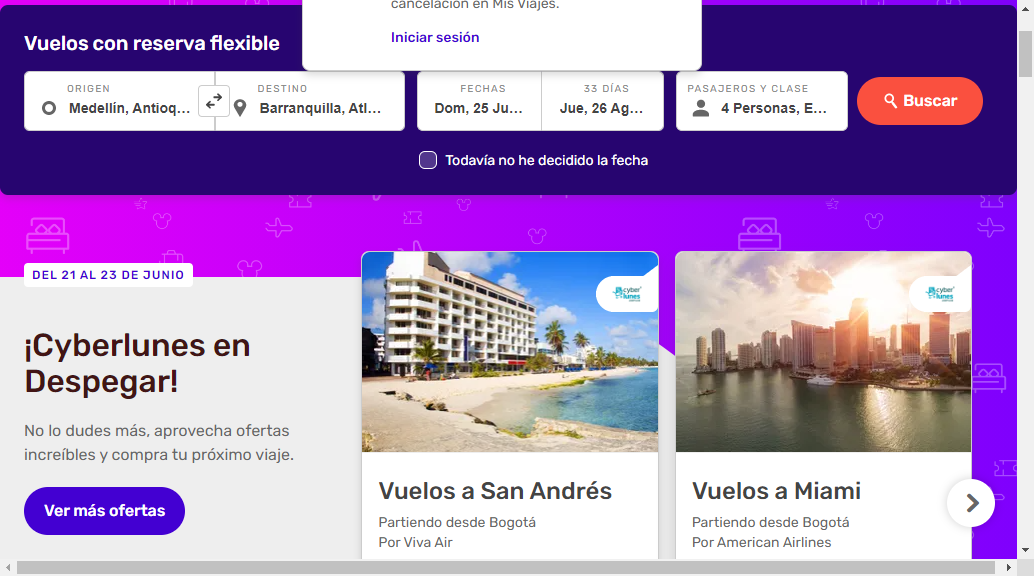 cancelación en Mis Viajes.
Iniciar sesión
Vuelos con reserva flexible
ORIGEN
Medellín, Antioq...
DESTINO
Barranquilla, Atl...
FECHAS
Dom, 25 Ju...
33 DÍAS
Jue, 26 Ag...
PASAJEROS Y CLASE
4 Personas, E...
Buscar
Todavía no he decidido la fecha
DEL 21 AL 23 DE JUNIO
¡Cyberlunes en
Despegar!
No lo dudes más, aprovecha ofertas
increíbles y compra tu próximo viaje.
Ver más ofertas
cyber
lunes
Vuelos a San Andrés
Partiendo desde Bogotá
Por Viva Air
cyber
lunes
Vuelos a Miami
Partiendo desde Bogotá
Por American Airlines